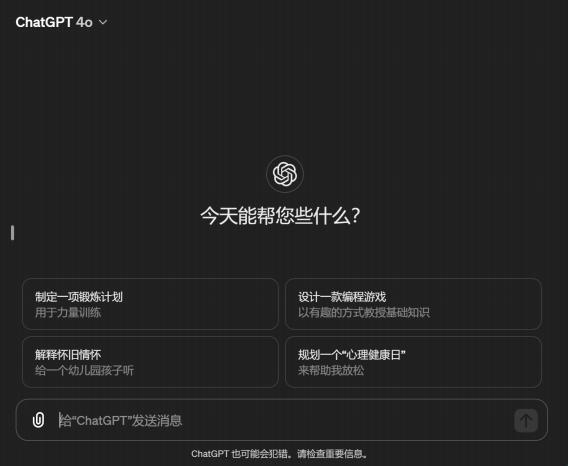 ChatGPT 4o
今天能帮您些什么？
制定一项锻炼计划
用于力量训练
设计一款编程游戏
以有趣的方式教授基础知识
解释怀旧情怀
给一个幼儿园孩子听
规划一个“心理健康日”
来帮助我放松
给“ChatGPT”发送消息
ChatGPT 也可能会犯错。请检查重要信息。